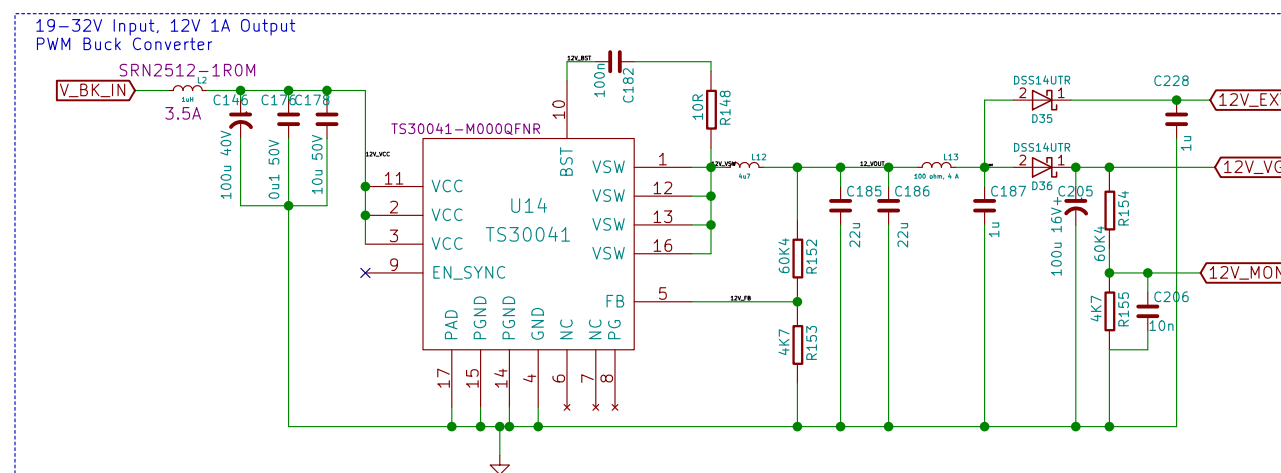 19-32V Input, 12V 1A Output
PWM Buck Converter
SRN2512-1R0M
V_BK_IN
L2
1uH
3.5A
C146
100u 40V
C176
0u1 50V
C178
10u 50V
12V_VCC
TS30041-M000QFNR
12V_BST
100n
C182
10R
R148
10
BST
U14
TS30041
11
VCC
2
VCC
3
VCC
9
EN_SYNC
VSW
1
VSW
12
VSW
13
VSW
16
FB
5
PAD
17
PGND
15
PGND
14
GND
4
NC
6
NC
7
PG
8
12V_VSW
L12
4u7
12V_FB
60K4
R152
4K7
R153
12_VOUT
C185
22u
C186
22u
L13
100 ohm, 4 A
C187
1u
DSS14UTR
2
1
D35
DSS14UTR
2
1
D36
C205
100u 16V
+
60K4
R154
4K7
R155
C206
10n
C228
1u
12V_EX
12V_VG
12V_MON